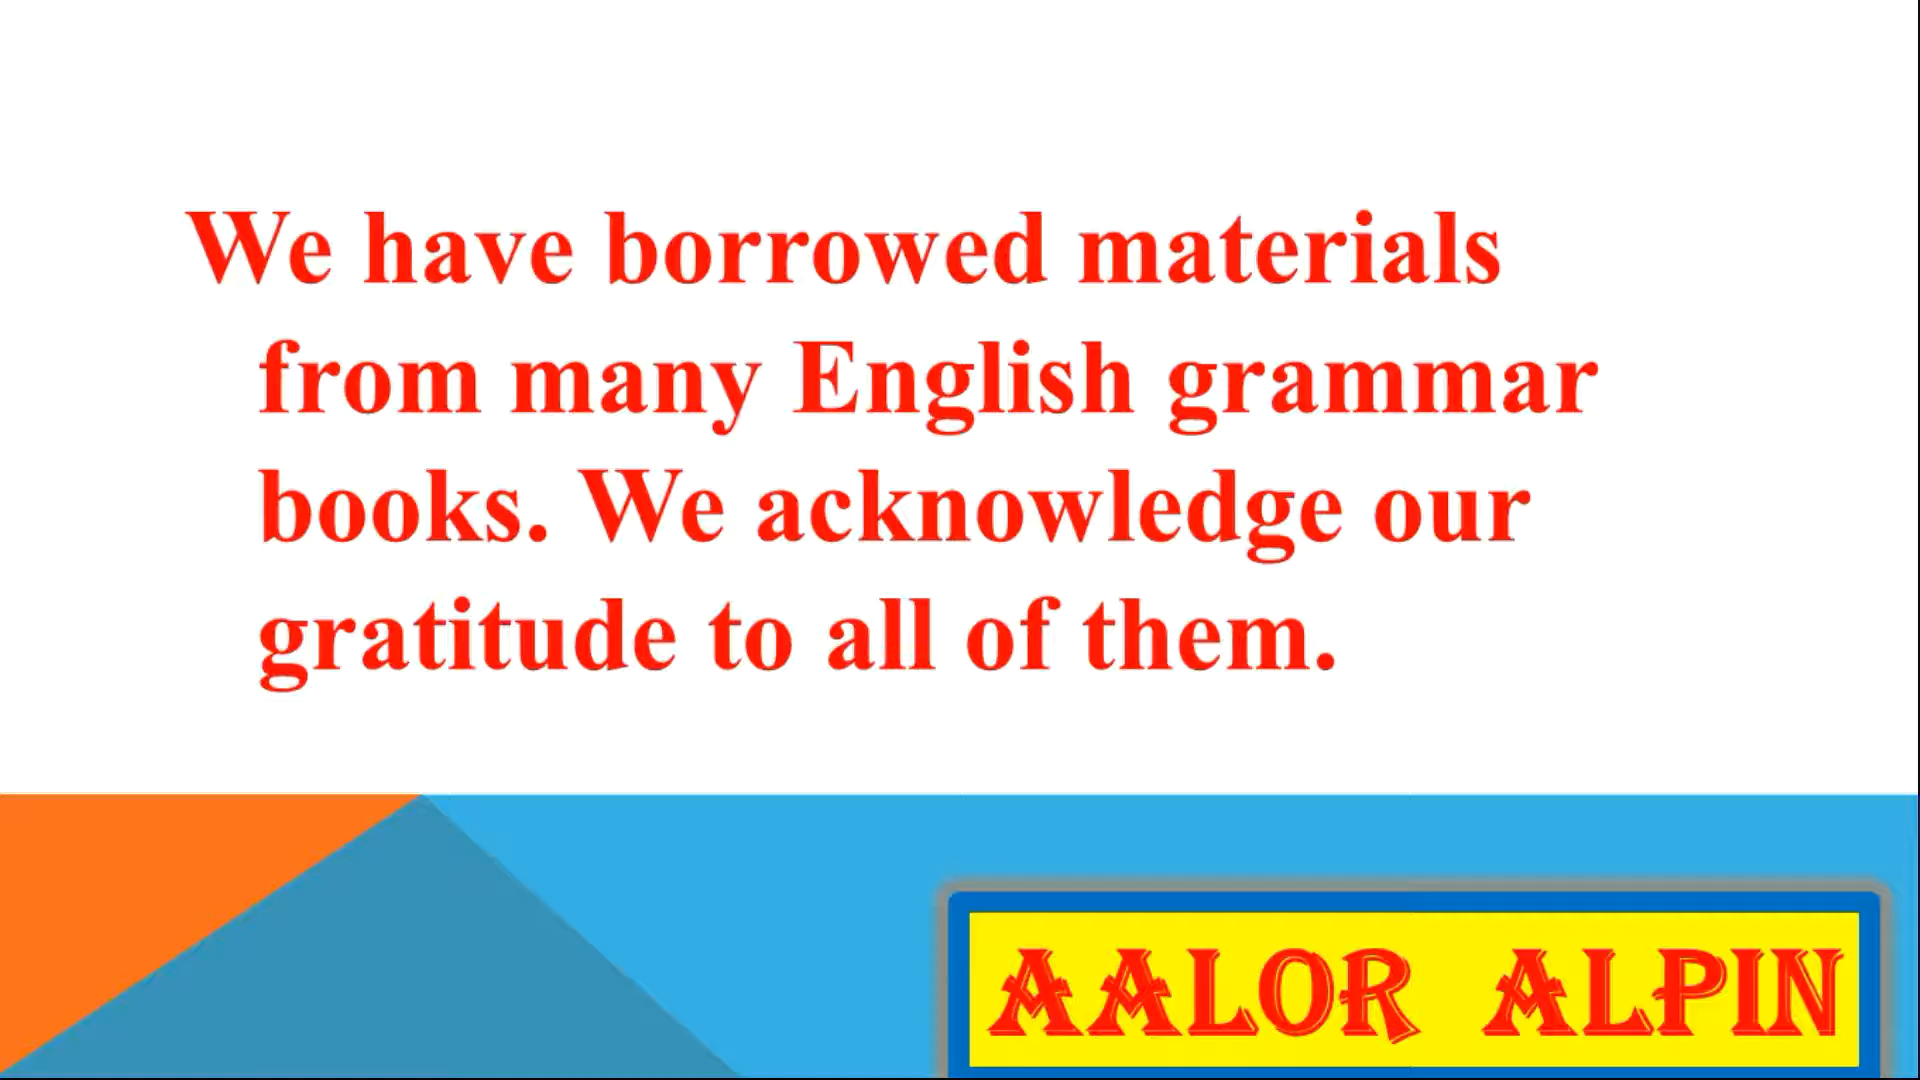 We have borrowed materials
from many English grammar
books. We acknowledge our
gratitude to all of them.
AALOR ALPIN